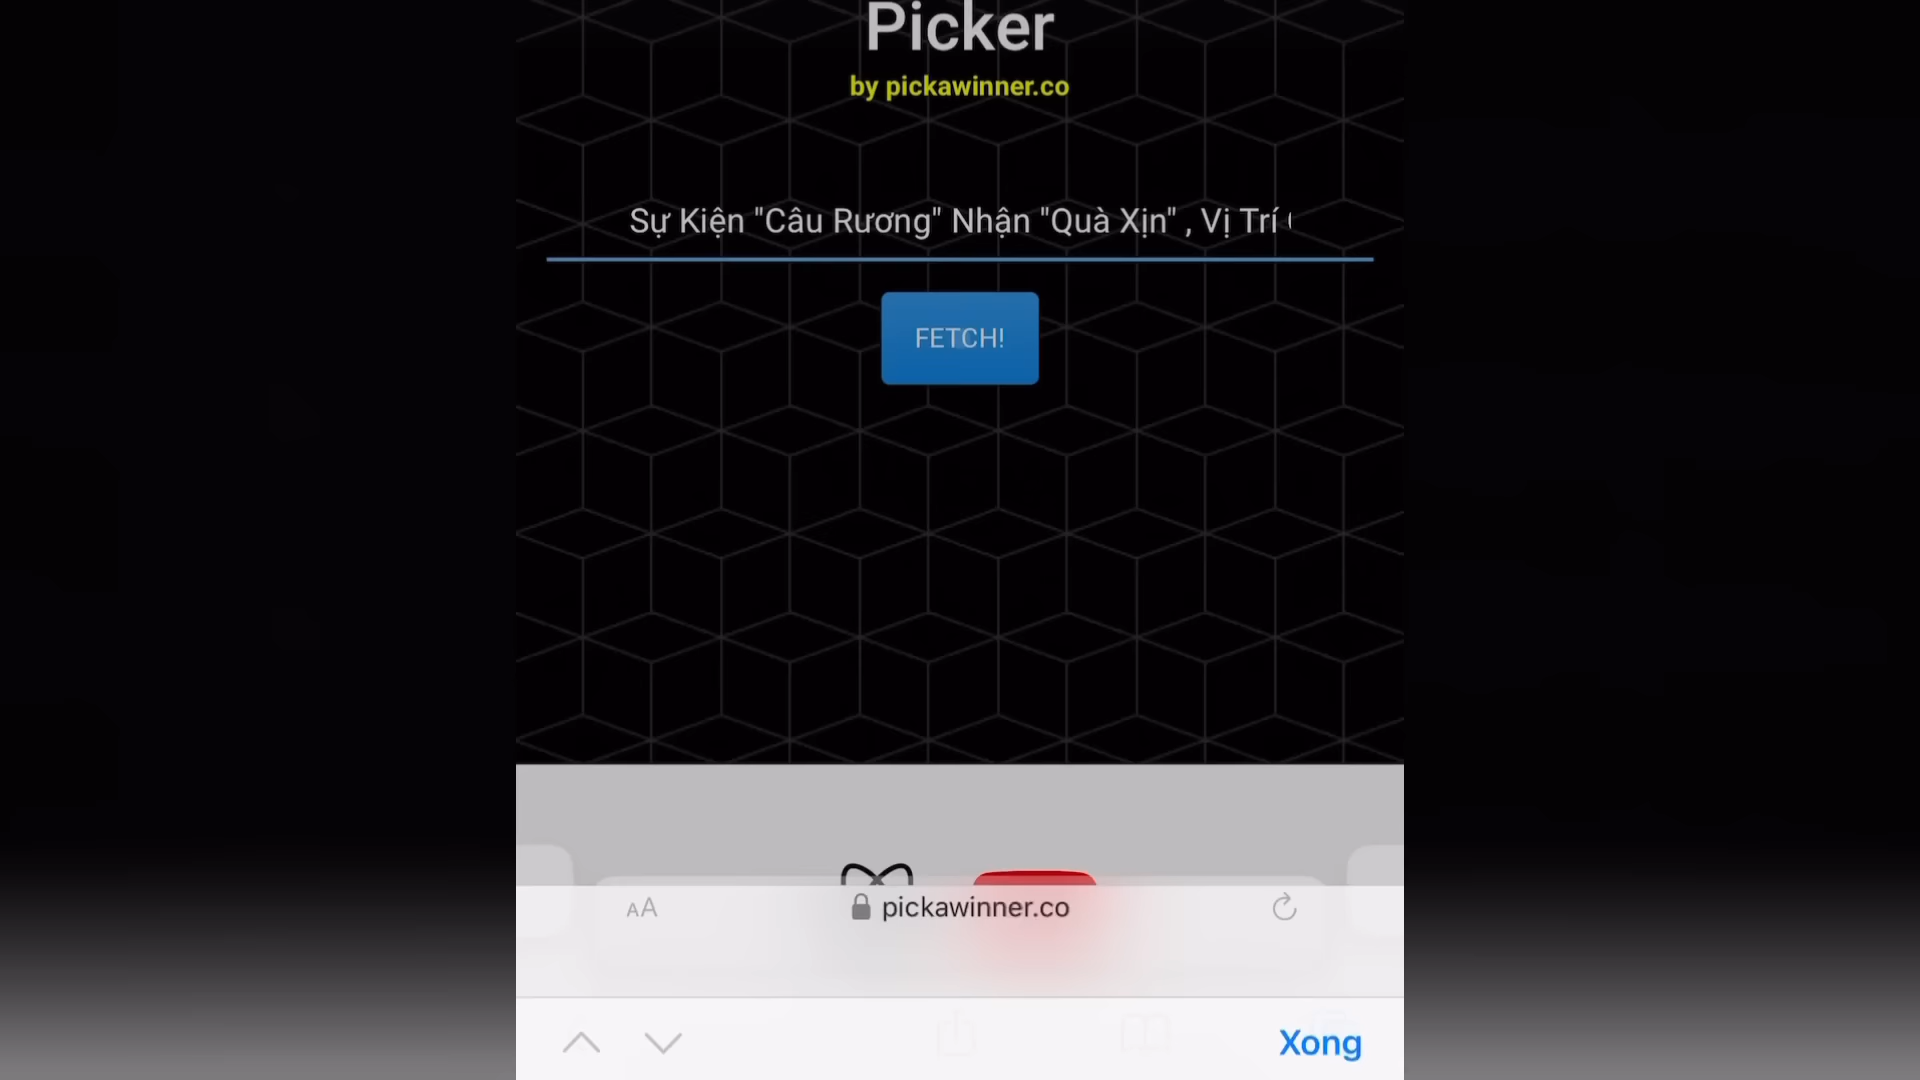 Picker
by pickawinner.co
Sự Kiện "Câu Rương" Nhận "Quà Xịn" , Vị Trí
FETCH!
AA pickawinner.co
Xong